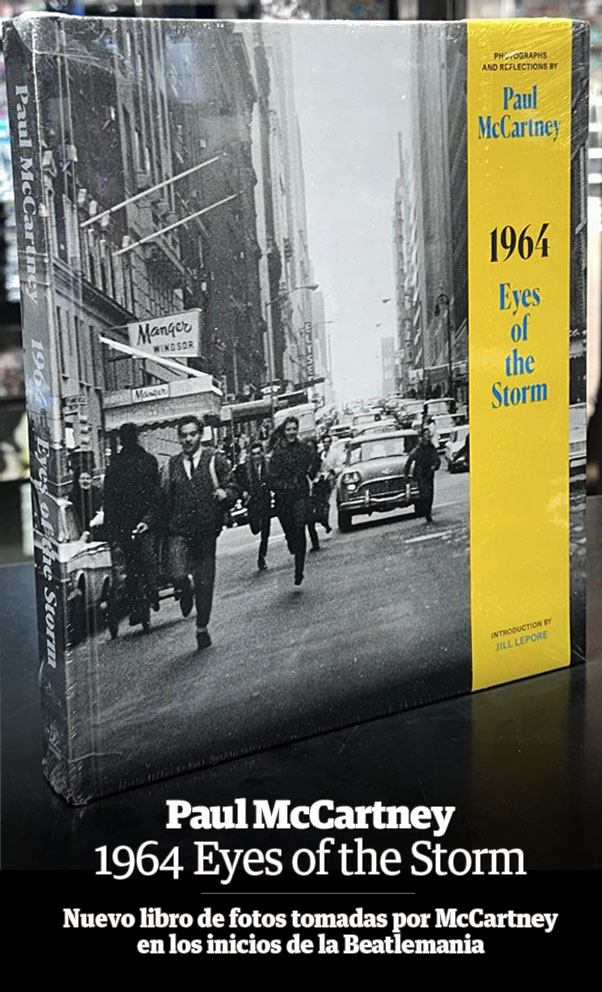 PHOTOGRAPHS
AND REFLECTIONS BY
Paul
McCartney
1964
Eyes
of
the
Storm
INTRODUCTION BY
JILL LEPORE
Paul McCartney 1964 Eyes of the Storm
Manger
WINDSOR
Manger
Paul McCartney
1964 Eyes of the Storm
Nuevo libro de fotos tomadas por McCartney
en los inicios de la Beatlemania